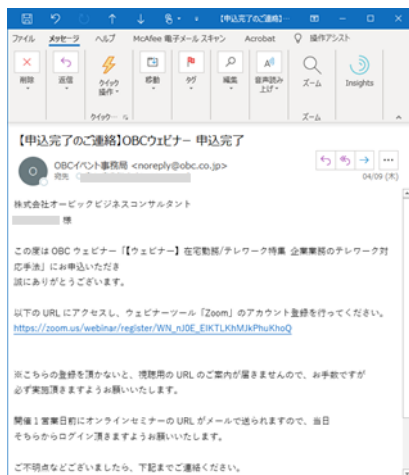 【申込完了のご連絡】…
ファイル メッセージ ヘルプ McAfee 電子メール スキャン Acrobat 操作アシスト
削除 返信 クイック操作 移動 タグ 編集 音声読み上げ ズーム Insights
クイック… ズーム
【申込完了のご連絡】OBCウェビナー 申込完了
OBCイベント事務局 <noreply@obc.co.jp>
宛先
04/09 (木)
株式会社オービックビジネスコンサルタント
様
この度は OBC ウェビナー「【ウェビナー】在宅勤務/テレワーク特集 企業業務のテレワーク対
応手法」にお申込いただき
誠にありがとうございます。
以下の URL にアクセスし、ウェビナーツール「Zoom」のアカウント登録を行ってください。
https://zoom.us/webinar/register/WN_nJ0E_EIKTLKhMJkPhuKhoQ
※こちらの登録を頂かないと、視聴用の URL のご案内が届きませんので、お手数ですが
必ず実施頂きますようお願いいたします。
開催 1 営業日前にオンラインセミナーの URL がメールで送られますので、当日
そちらからログイン頂きますようお願いいたします。
ご不明点などございましたら、下記までご連絡ください。